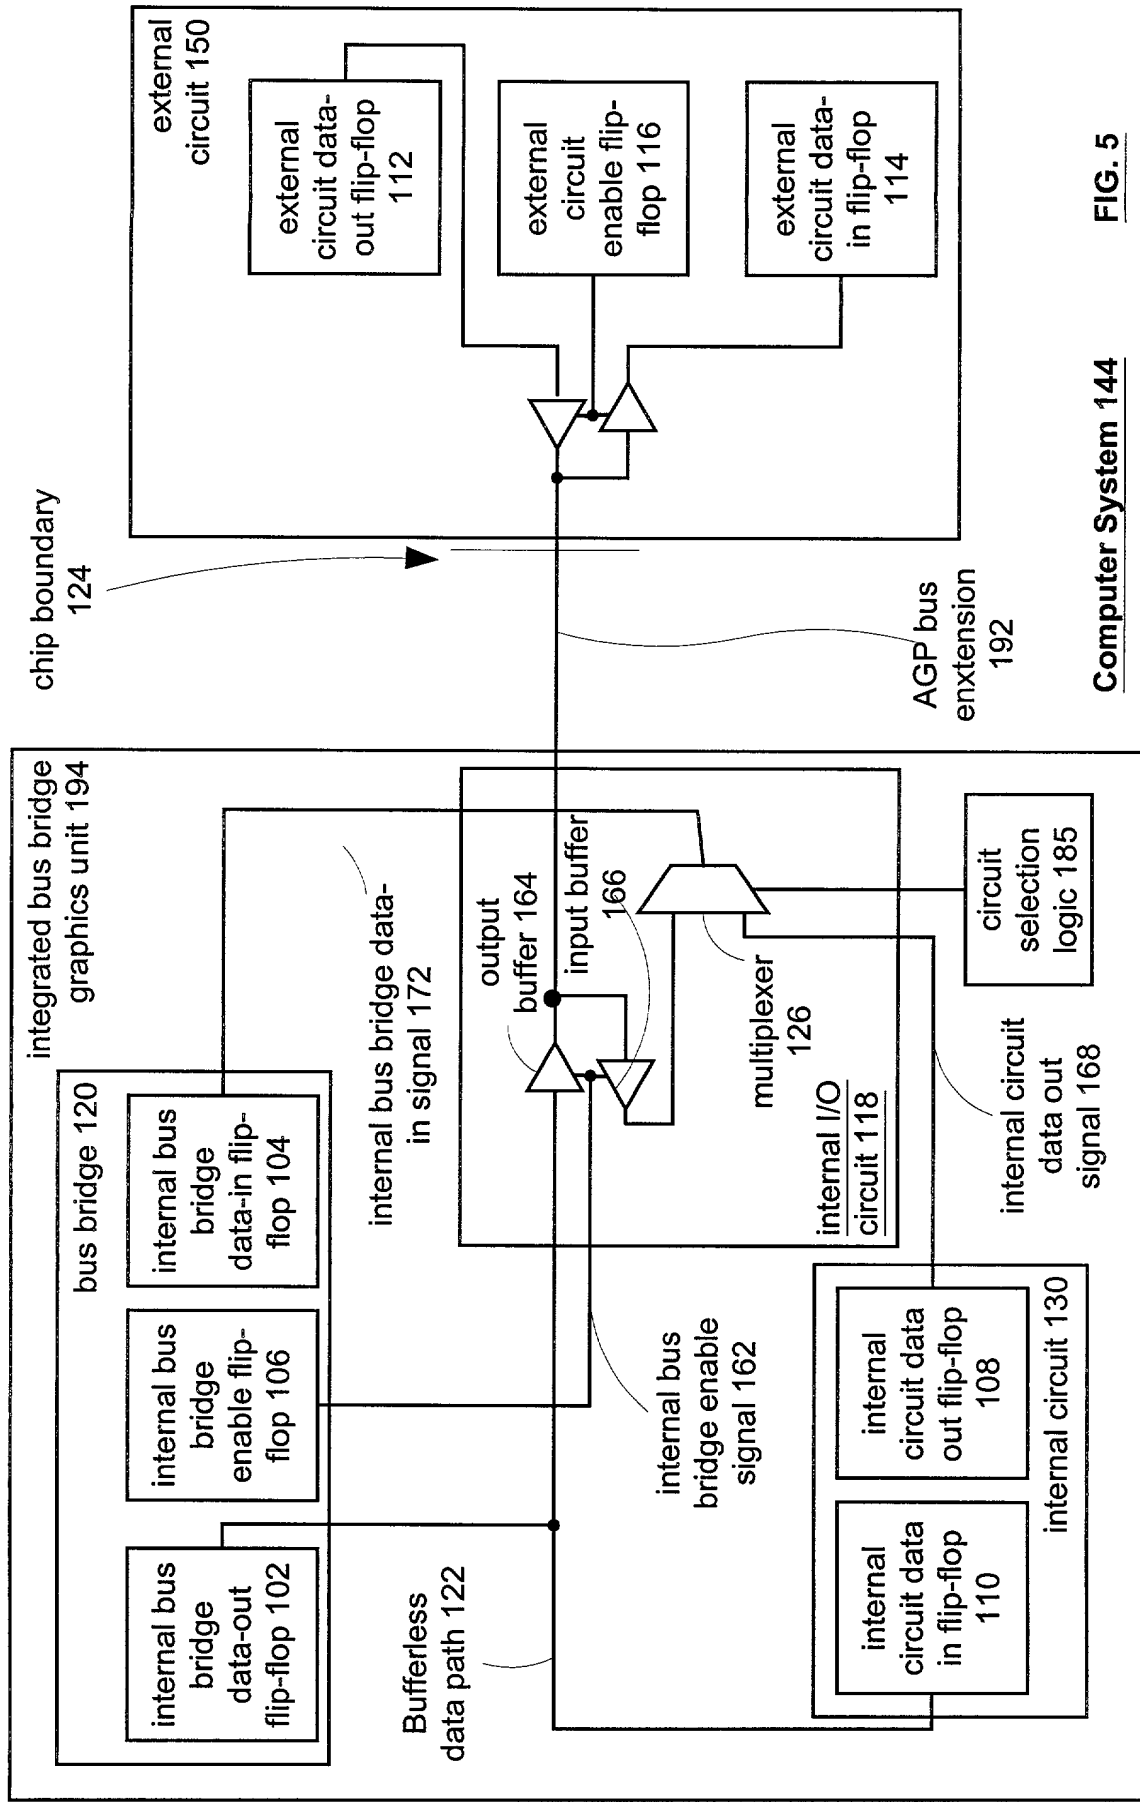 integrated bus bridge
graphics unit 194
bus bridge 120
internal bus
bridge
data-out
flip-flop 102
internal bus
bridge
enable flip-
flop 106
internal bus
bridge
data-in flip-
flop 104
Bufferless
data path 122
internal bus
bridge enable
signal 162
internal bus bridge data-
in signal 172
output
buffer 164
input buffer
166
multiplexer
126
internal I/O
circuit 118
internal circuit
data out
signal 168
circuit
selection
logic 185
internal
circuit data
in flip-flop
110
internal
circuit data
out flip-flop
108
internal circuit 130
chip boundary
124
AGP bus
enxtension
192
external
circuit 150
external
circuit data-
out flip-flop
112
external
circuit
enable flip-
flop 116
external
circuit data-
in flip-flop
114
Computer System 144
FIG. 5